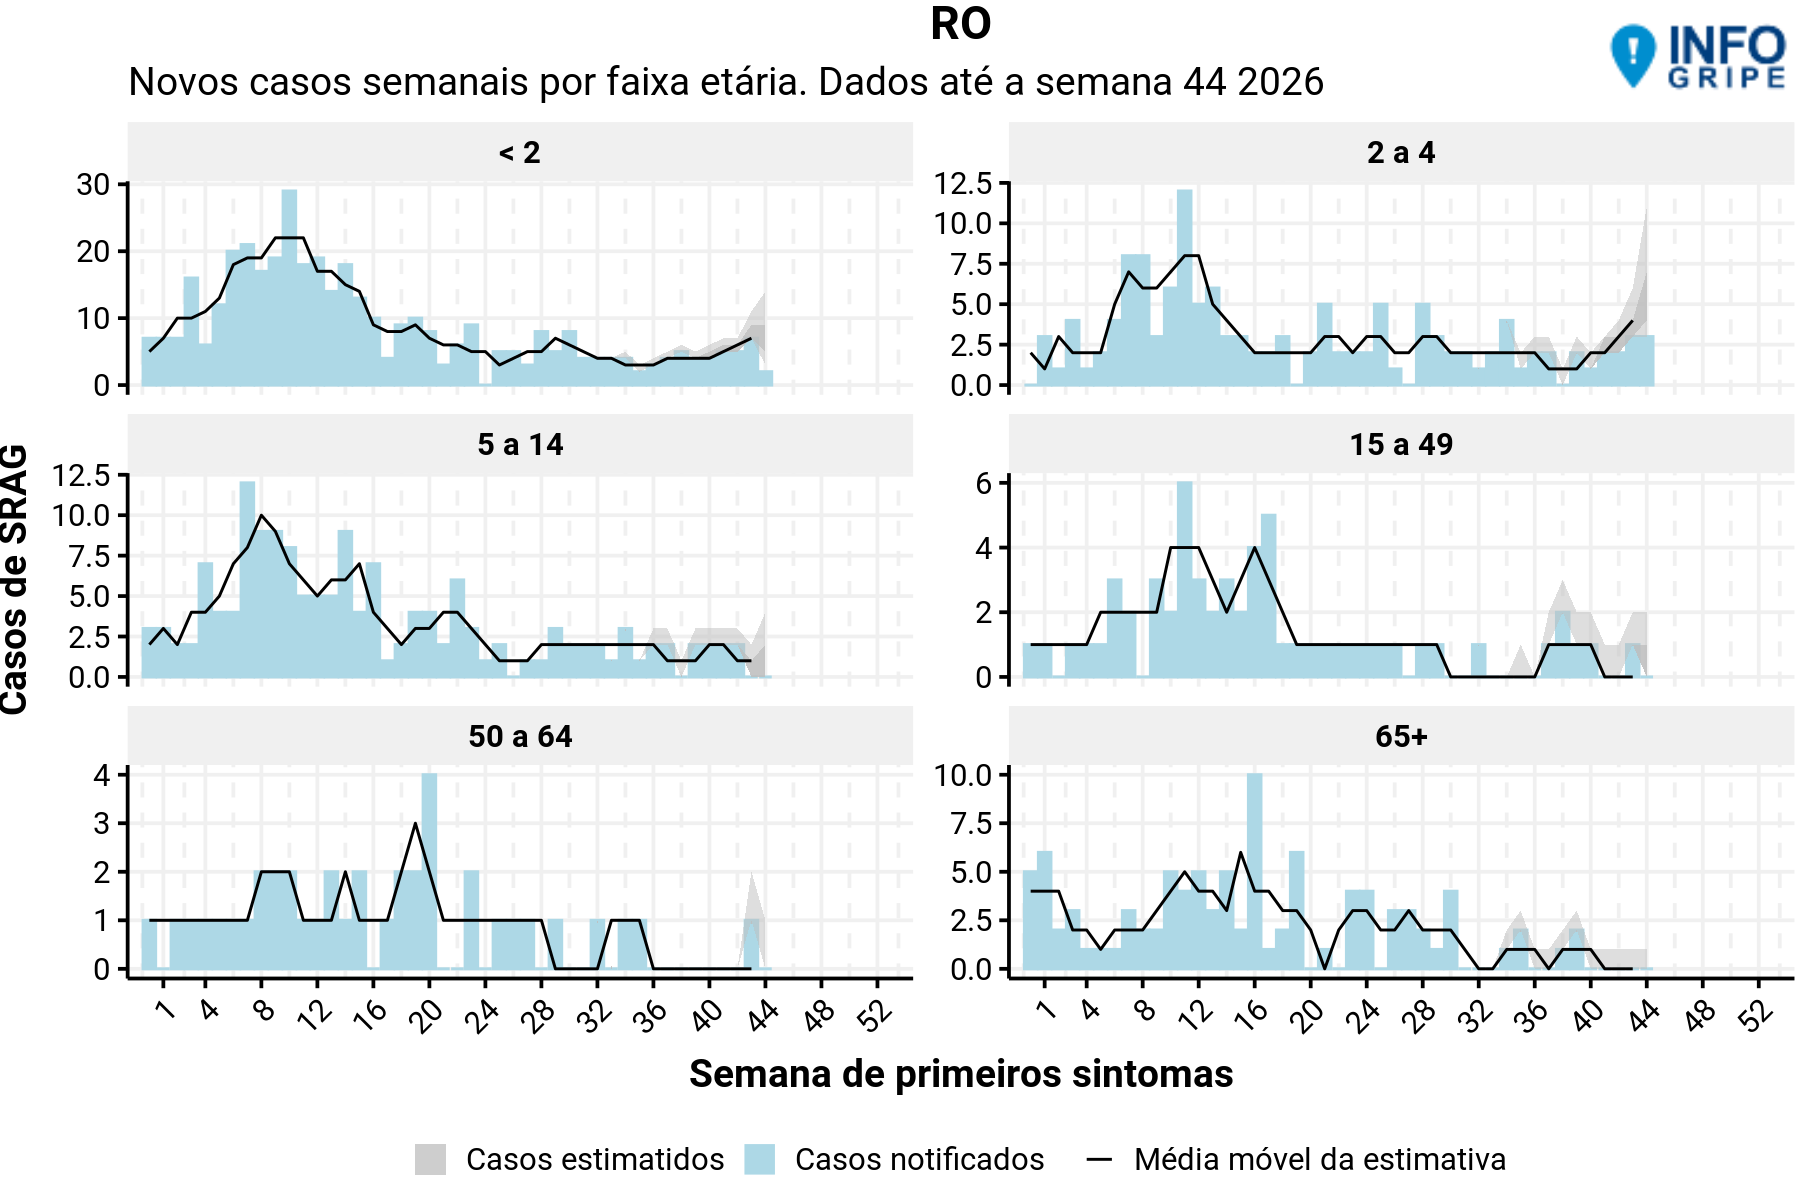 RO
INFO
GRIPE
Novos casos semanais por faixa etária. Dados até a semana 44 2026
Casos de SRAG
< 2
30
20
10
0
2 a 4
12.5
10.0
7.5
5.0
2.5
0.0
5 a 14
12.5
10.0
7.5
5.0
2.5
0.0
15 a 49
6
4
2
0
50 a 64
4
3
2
1
0
65+
10.0
7.5
5.0
2.5
0.0
1 4 8 12 16 20 24 28 32 36 40 44 48 52
1 4 8 12 16 20 24 28 32 36 40 44 48 52
Semana de primeiros sintomas
Casos estimatidos Casos notificados Média móvel da estimativa